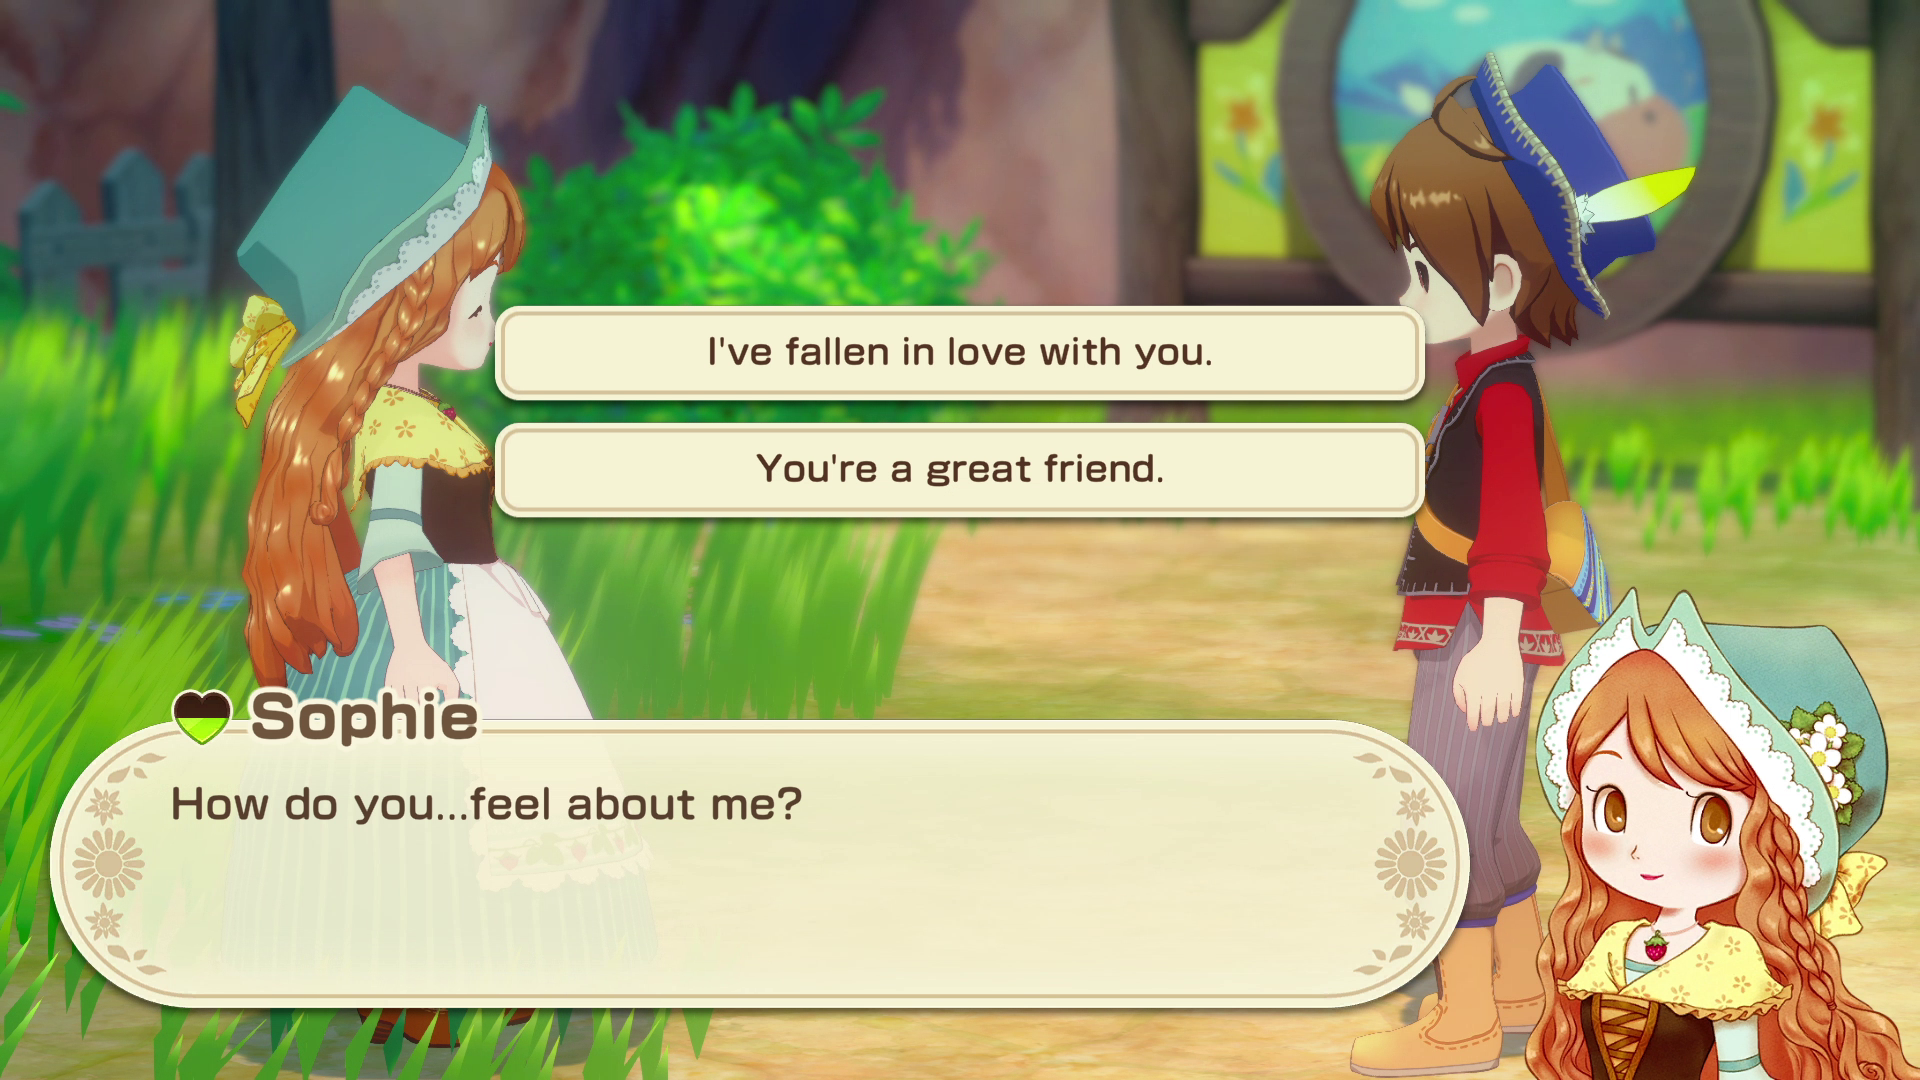 I've fallen in love with you.
You're a great friend.
Sophie
How do you...feel about me?